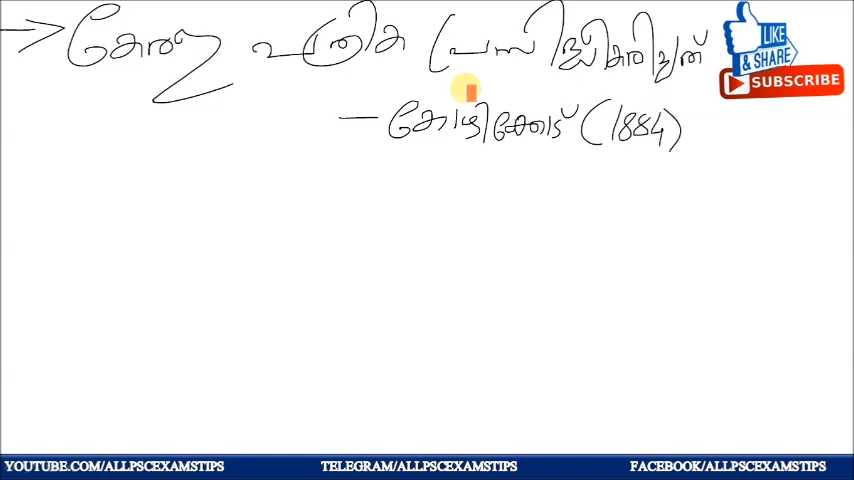 → കേരള പത്രിക പ്രസിദ്ധീകരിച്ചത്
LIKE
& SHARE
SUBSCRIBE
– കോഴിക്കോട് (1884)
YOUTUBE.COM/ALLPSCEXAMSTIPS TELEGRAM/ALLPSCEXAMSTIPS FACEBOOK/ALLPSCEXAMSTIPS